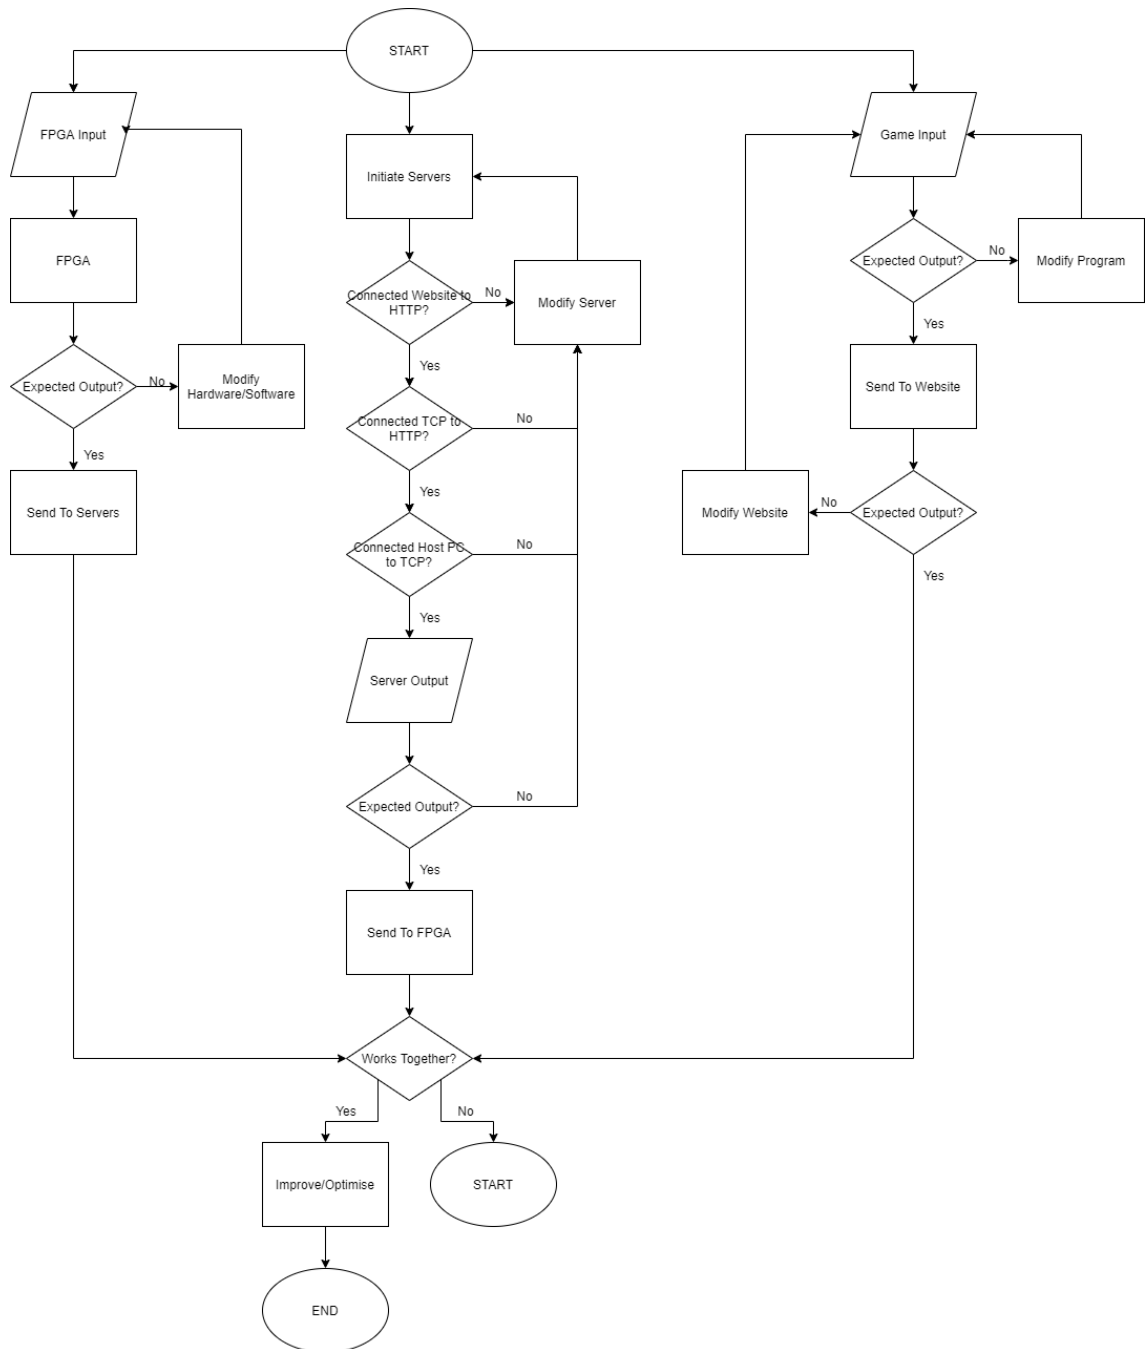 START
FPGA Input
Game Input
Initiate Servers
FPGA
Expected Output?
No
Modify Program
Connected Website to
HTTP?
No
Modify Server
Yes
Yes
Expected Output?
No
Modify
Hardware/Software
Send To Website
Connected TCP to
HTTP?
No
Yes
Yes
Send To Servers
Modify Website
No
Expected Output?
Connected Host PC
to TCP?
No
Yes
Yes
Server Output
Expected Output?
No
Yes
Send To FPGA
Works Together?
Yes
No
Improve/Optimise
START
END